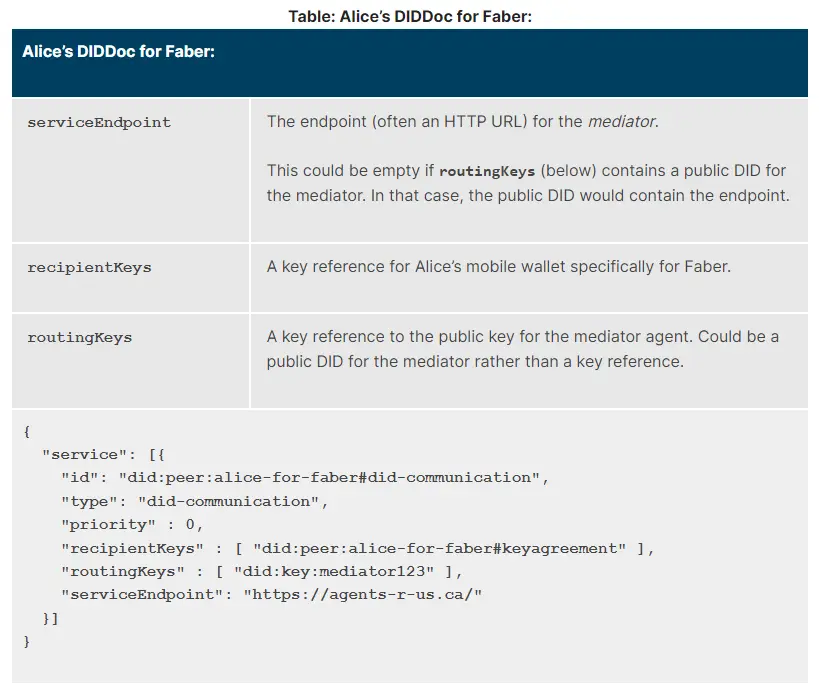 Table: Alice’s DIDDoc for Faber:
Alice’s DIDDoc for Faber:
serviceEndpoint
The endpoint (often an HTTP URL) for the mediator.
This could be empty if routingKeys (below) contains a public DID for
the mediator. In that case, the public DID would contain the endpoint.
recipientKeys
A key reference for Alice’s mobile wallet specifically for Faber.
routingKeys
A key reference to the public key for the mediator agent. Could be a
public DID for the mediator rather than a key reference.
{
  "service": [{
    "id": "did:peer:alice-for-faber#did-communication",
    "type": "did-communication",
    "priority" : 0,
    "recipientKeys" : [ "did:peer:alice-for-faber#keyagreement" ],
    "routingKeys" : [ "did:key:mediator123" ],
    "serviceEndpoint": "https://agents-r-us.ca/"
  }]
}